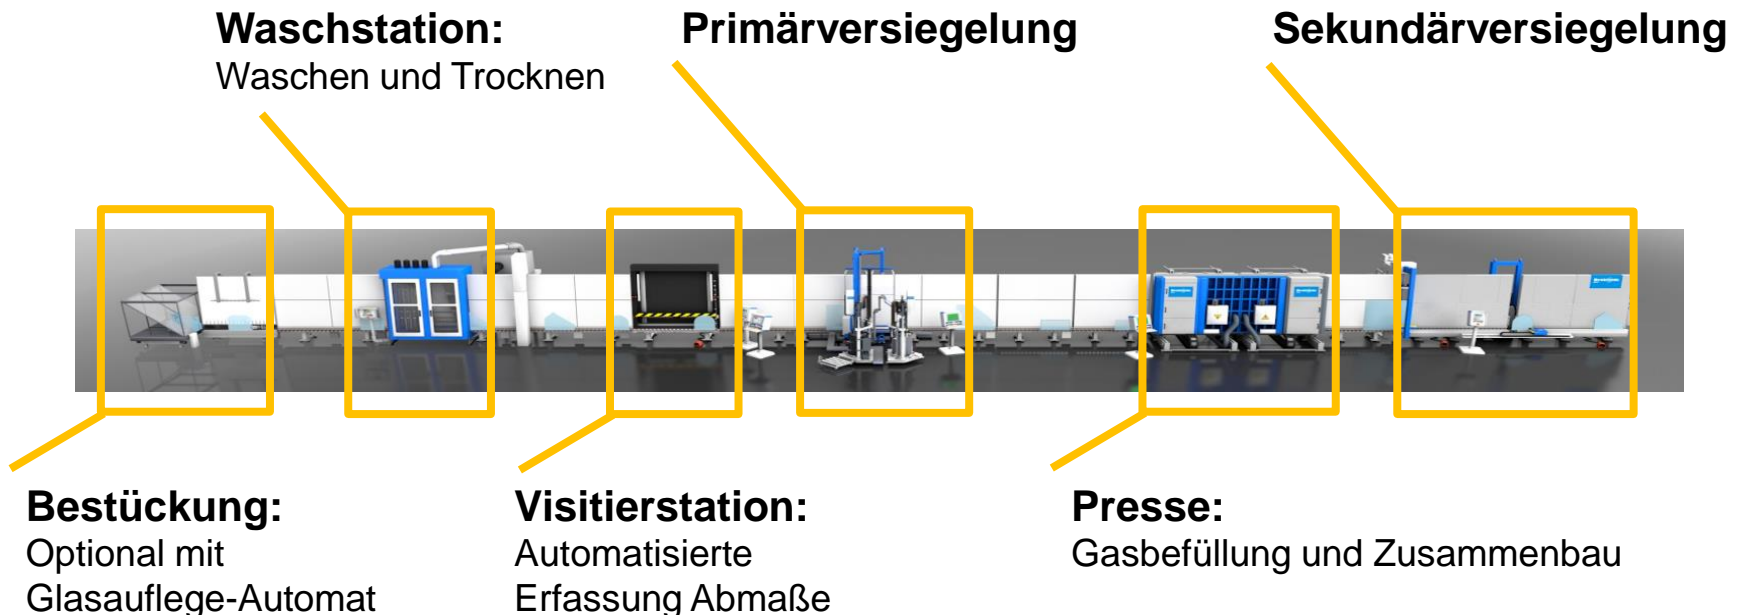 Waschstation:
Waschen und Trocknen
Primärversiegelung
Sekundärversiegelung
Bestückung:
Optional mit
Glasauflege-Automat
Visitierstation:
Automatisierte
Erfassung Abmaße
Presse:
Gasbefüllung und Zusammenbau